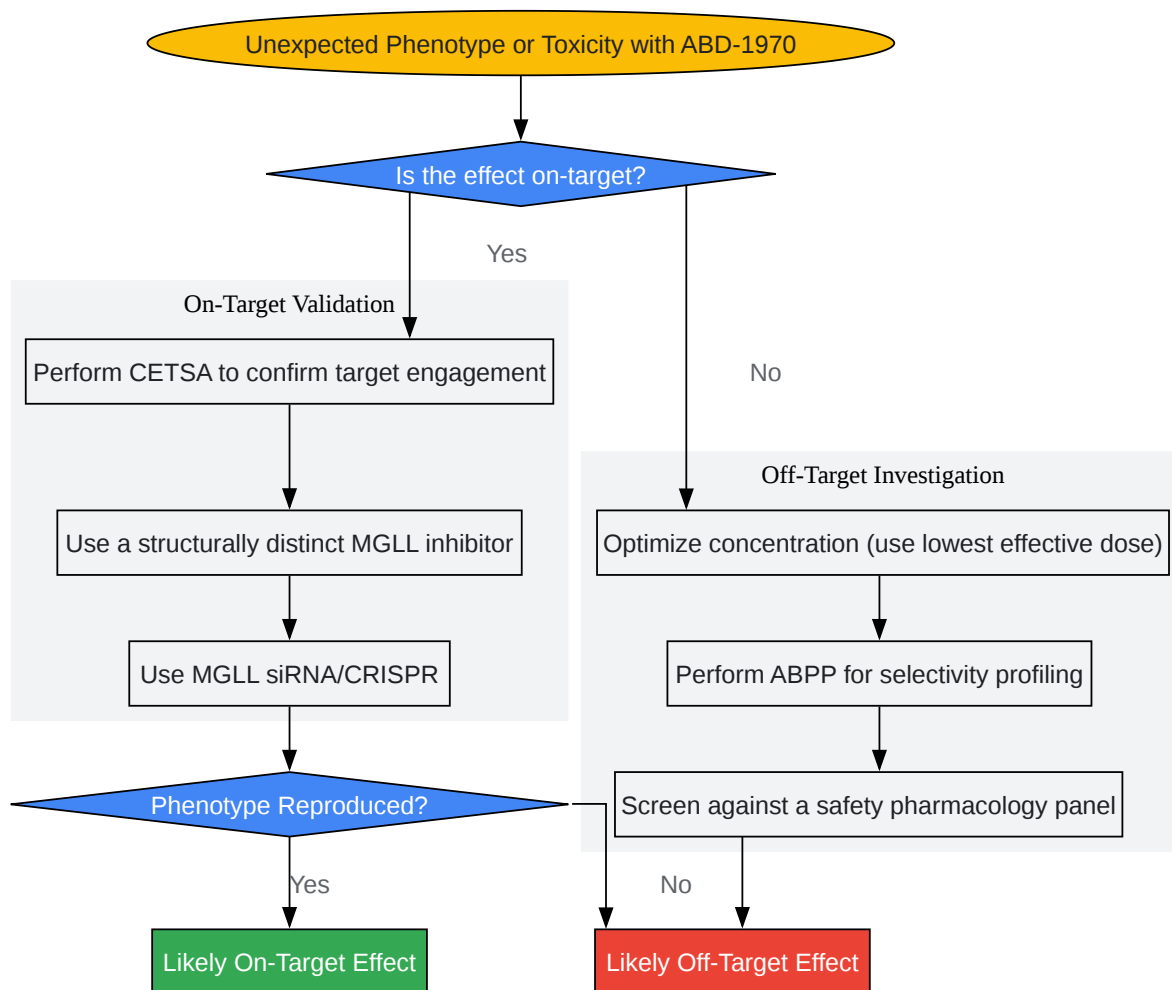 Unexpected Phenotype or Toxicity with ABD-1970
Is the effect on-target?
Yes
No
On-Target Validation
Perform CETSA to confirm target engagement
Use a structurally distinct MGLL inhibitor
Use MGLL siRNA/CRISPR
Off-Target Investigation
Optimize concentration (use lowest effective dose)
Perform ABPP for selectivity profiling
Screen against a safety pharmacology panel
Phenotype Reproduced?
Yes
No
Likely On-Target Effect
Likely Off-Target Effect